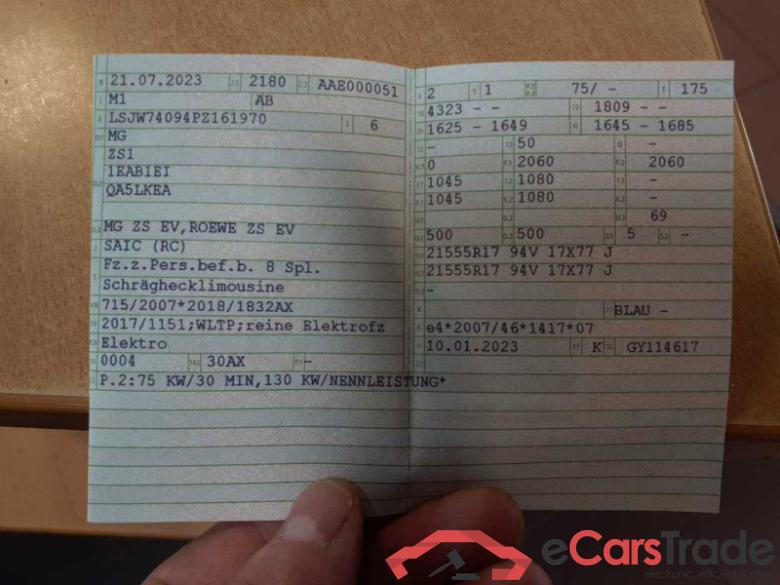 21.07.2023 2180 AAE000051
M1 AB
LSJW74094PZ161970 6
MG
ZS1
1EAB1EI
QA5LKEA
MG ZS EV,ROEWE ZS EV
SAIC (RC)
Fz.z.Pers.bef.b. 8 Spl.
Schräghecklimousine
715/2007*2018/1832AX
2017/1151;WLTP;reine Elektrofz
Elektro
0004 30AX -
P.2:75 KW/30 MIN,130 KW/NENNLEISTUNG*
2 1 75/ - 175
4323 - - 1809 - -
1625 - 1649 1645 - 1685
- 50 -
0 2060 2060
1045 1080 -
1045 1080 -
69
500 500 5 -
21555R17 94V 17X77 J
21555R17 94V 17X77 J
-
BLAU -
e4*2007/46*1417*07
10.01.2023 K GY114617
eCarsTrade
electronic, efficient & easy